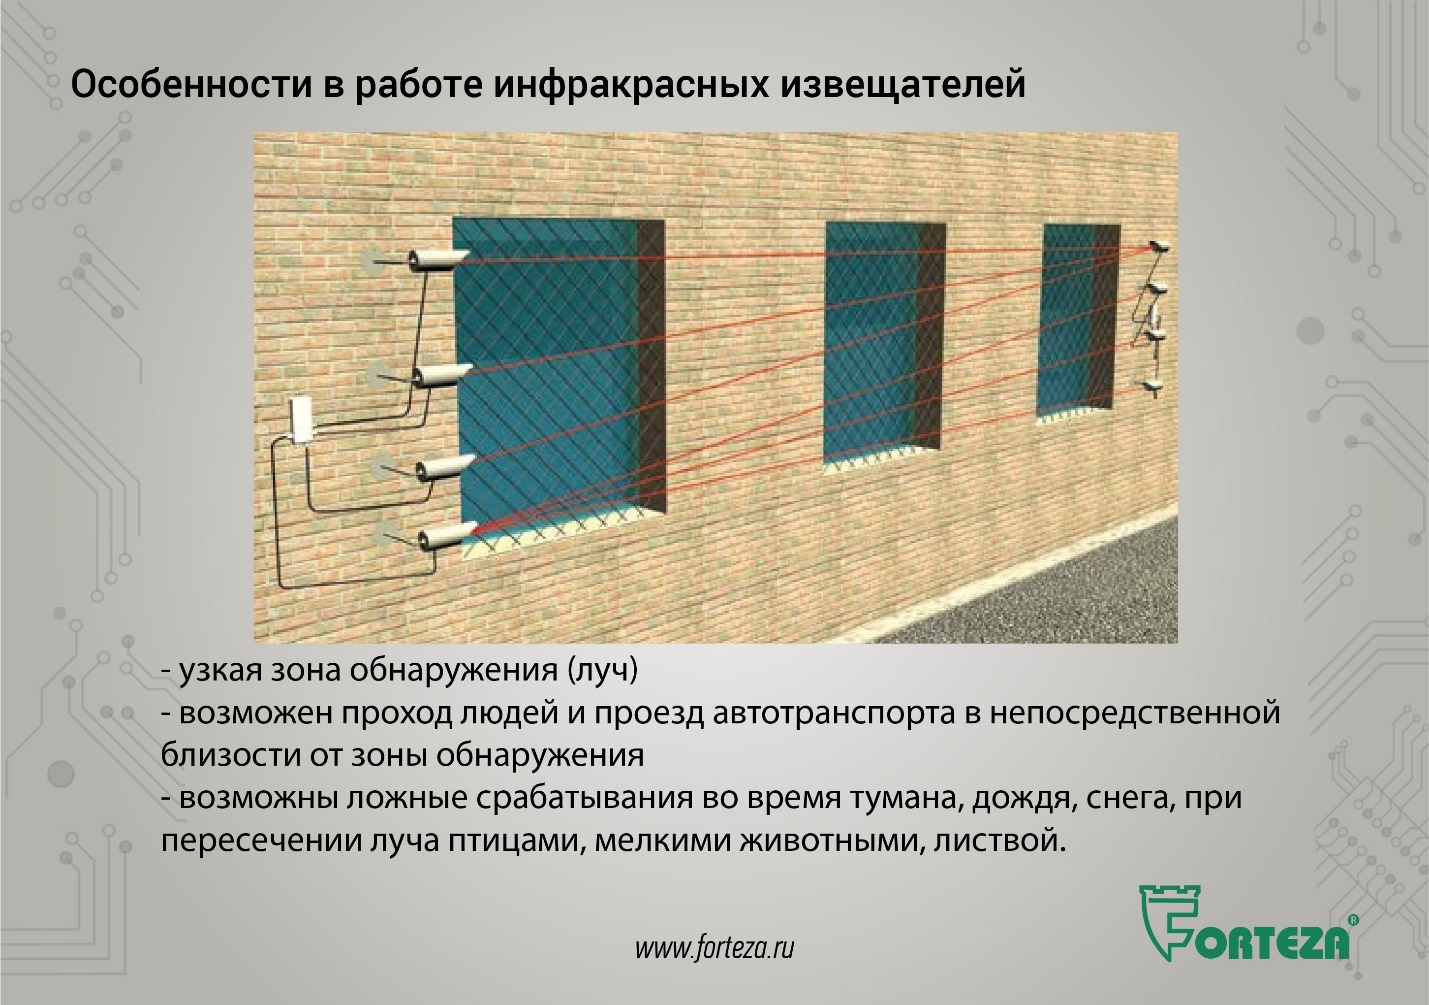 Особенности в работе инфракрасных извещателей
- узкая зона обнаружения (луч)
- возможен проход людей и проезд автотранспорта в непосредственной
близости от зоны обнаружения
- возможны ложные срабатывания во время тумана, дождя, снега, при
пересечении луча птицами, мелкими животными, листвой.
www.forteza.ru
FORTEZA®